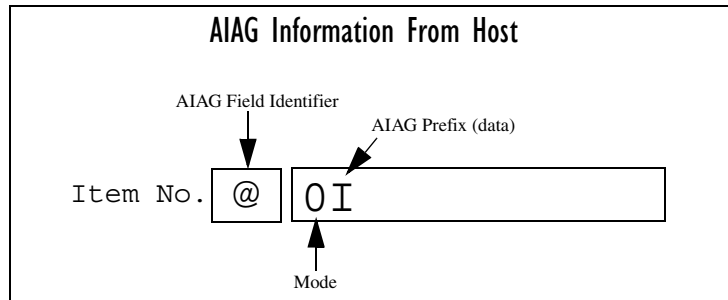 AIAG Information From Host
AIAG Field Identifier
AIAG Prefix (data)
Item No. @ 0I
Mode